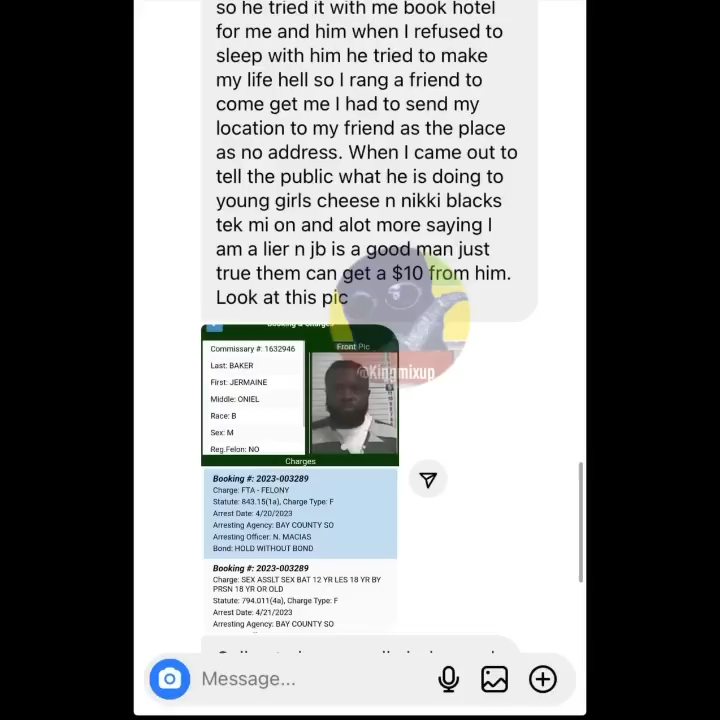 so he tried it with me book hotel
for me and him when I refused to
sleep with him he tried to make
my life hell so I rang a friend to
come get me I had to send my
location to my friend as the place
as no address. When I came out to
tell the public what he is doing to
young girls cheese n nikki blacks
tek mi on and alot more saying I
am a lier n jb is a good man just
true them can get a $10 from him.
Look at this pic
Booking & Charges
Commissary #: 1632946
Front Pic
@Kingmixup
Last: BAKER
First: JERMAINE
Middle: ONIEL
Race: B
Sex: M
Reg.Felon: NO
Charges
Booking #: 2023-003289
Charge: FTA - FELONY
Statute: 843.15(1a), Charge Type: F
Arrest Date: 4/20/2023
Arresting Agency: BAY COUNTY SO
Arresting Officer: N. MACIAS
Bond: HOLD WITHOUT BOND
Booking #: 2023-003289
Charge: SEX ASSLT SEX BAT 12 YR LES 18 YR BY
PRSN 18 YR OR OLD
Statute: 794.011(4a), Charge Type: F
Arrest Date: 4/21/2023
Arresting Agency: BAY COUNTY SO
Message...